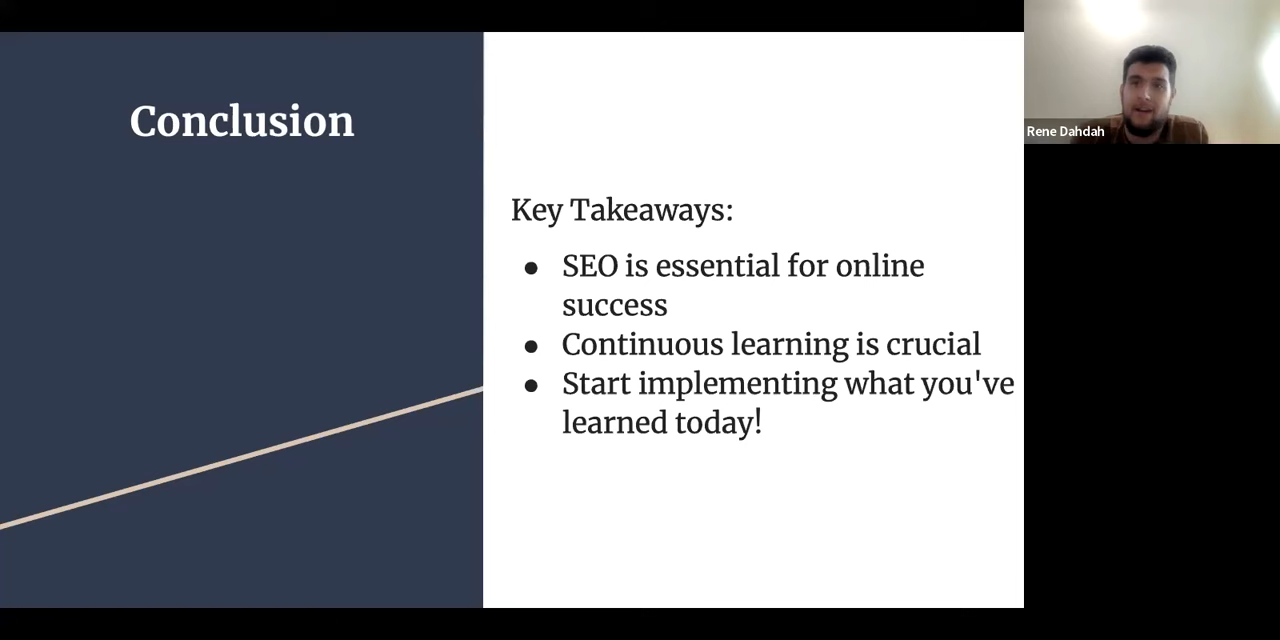 Conclusion
Key Takeaways:
● SEO is essential for online
success
● Continuous learning is crucial
● Start implementing what you've
learned today!
Rene Dahdah